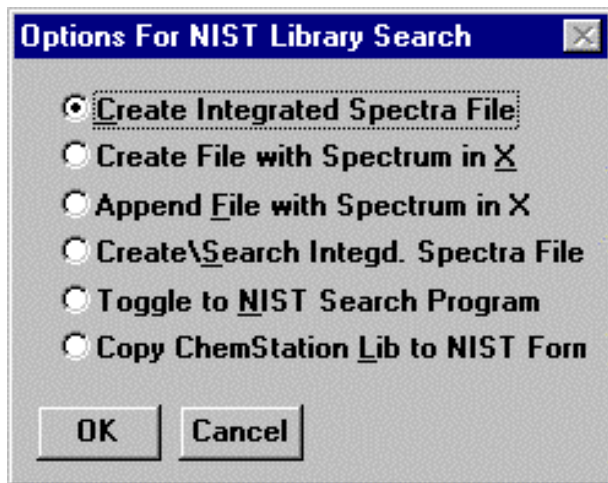 Options For NIST Library Search
Create Integrated Spectra File
Create File with Spectrum in X
Append File with Spectrum in X
Create\Search Integd. Spectra File
Toggle to NIST Search Program
Copy ChemStation Lib to NIST Forn
OK
Cancel